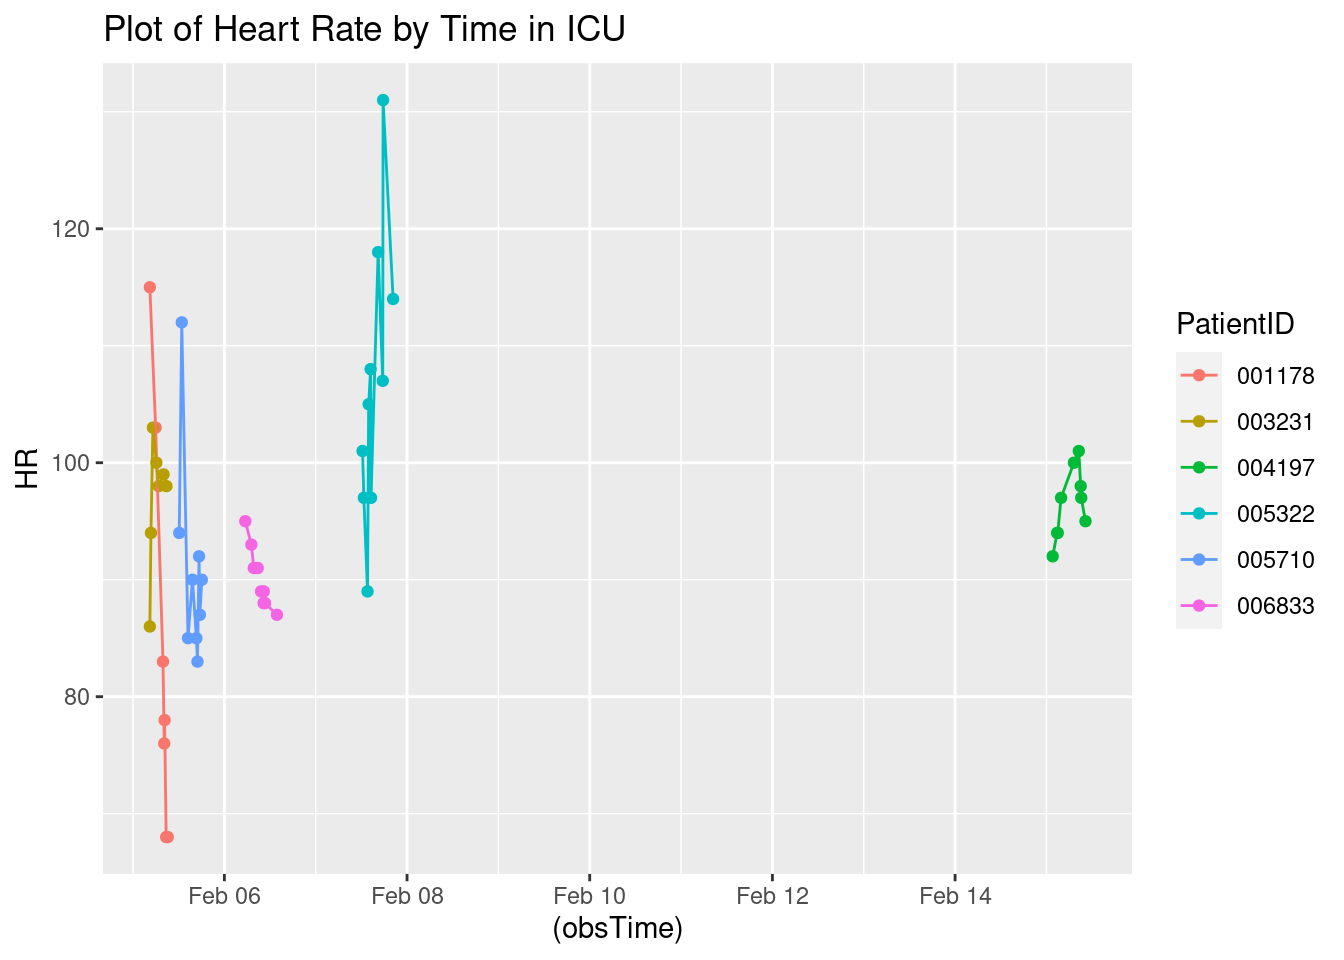 Plot of Heart Rate by Time in ICU
HR
120
100
80
Feb 06
Feb 08
Feb 10
Feb 12
Feb 14
(obsTime)
PatientID
001178
003231
004197
005322
005710
006833